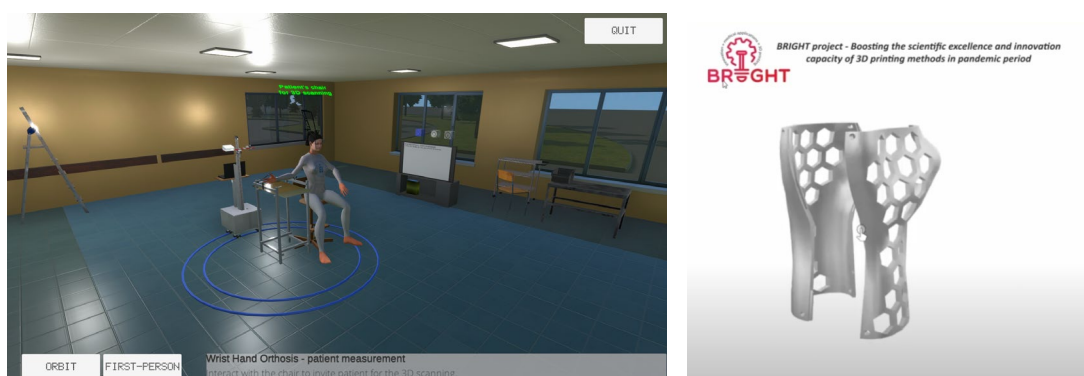 QUIT
Patient's chair
for 3D scanning
ORBIT
FIRST-PERSON
Wrist Hand Orthosis - patient measurement
Interact with the chair to invite patient for the 3D scanning.
BRIGHT project - Boosting the scientific excellence and innovation
capacity of 3D printing methods in pandemic period
BRIGHT